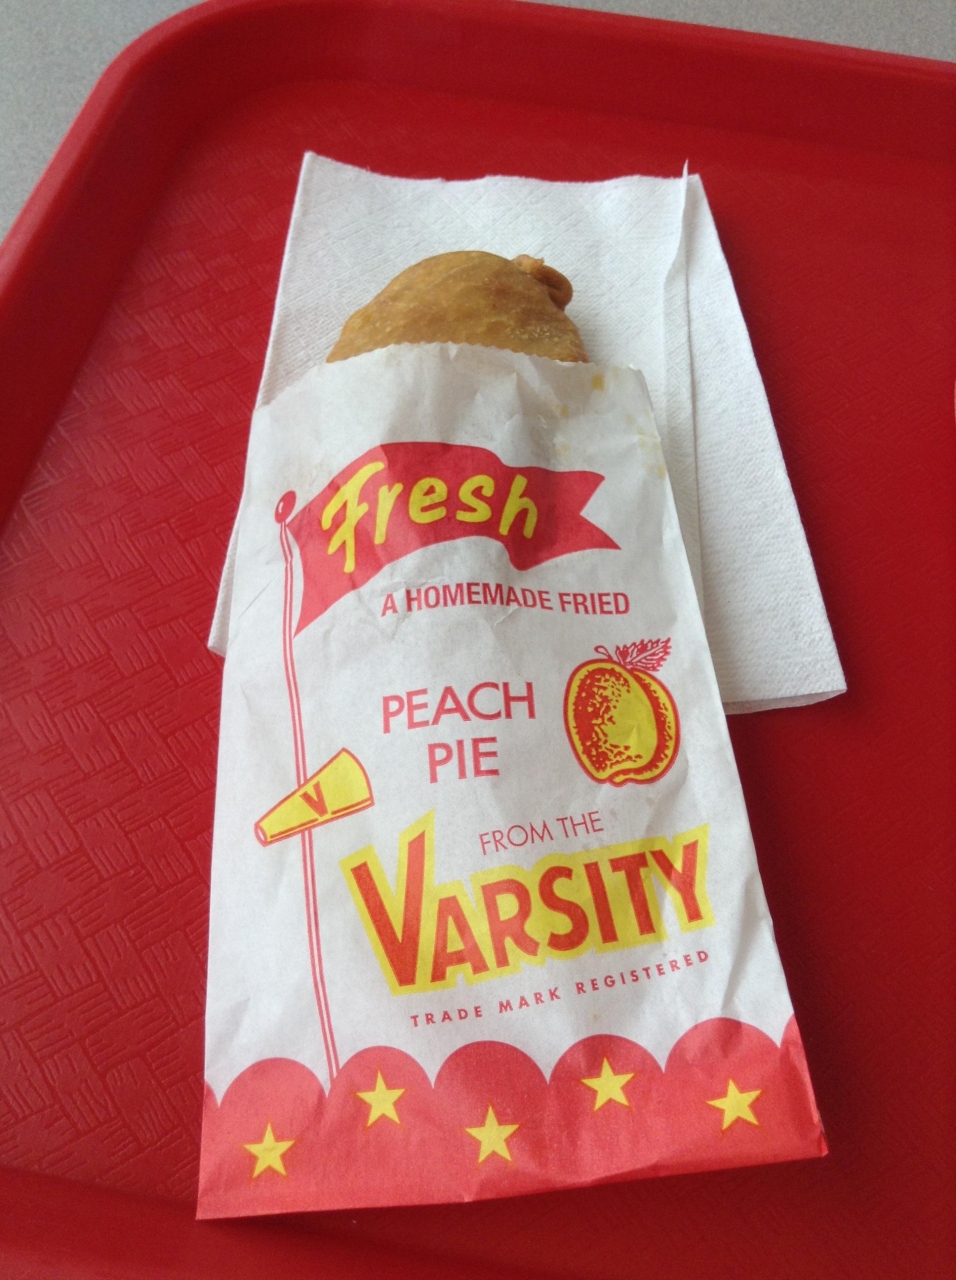 Fresh
A HOMEMADE FRIED
PEACH
PIE
V
FROM THE
VARSITY
TRADE MARK REGISTERED